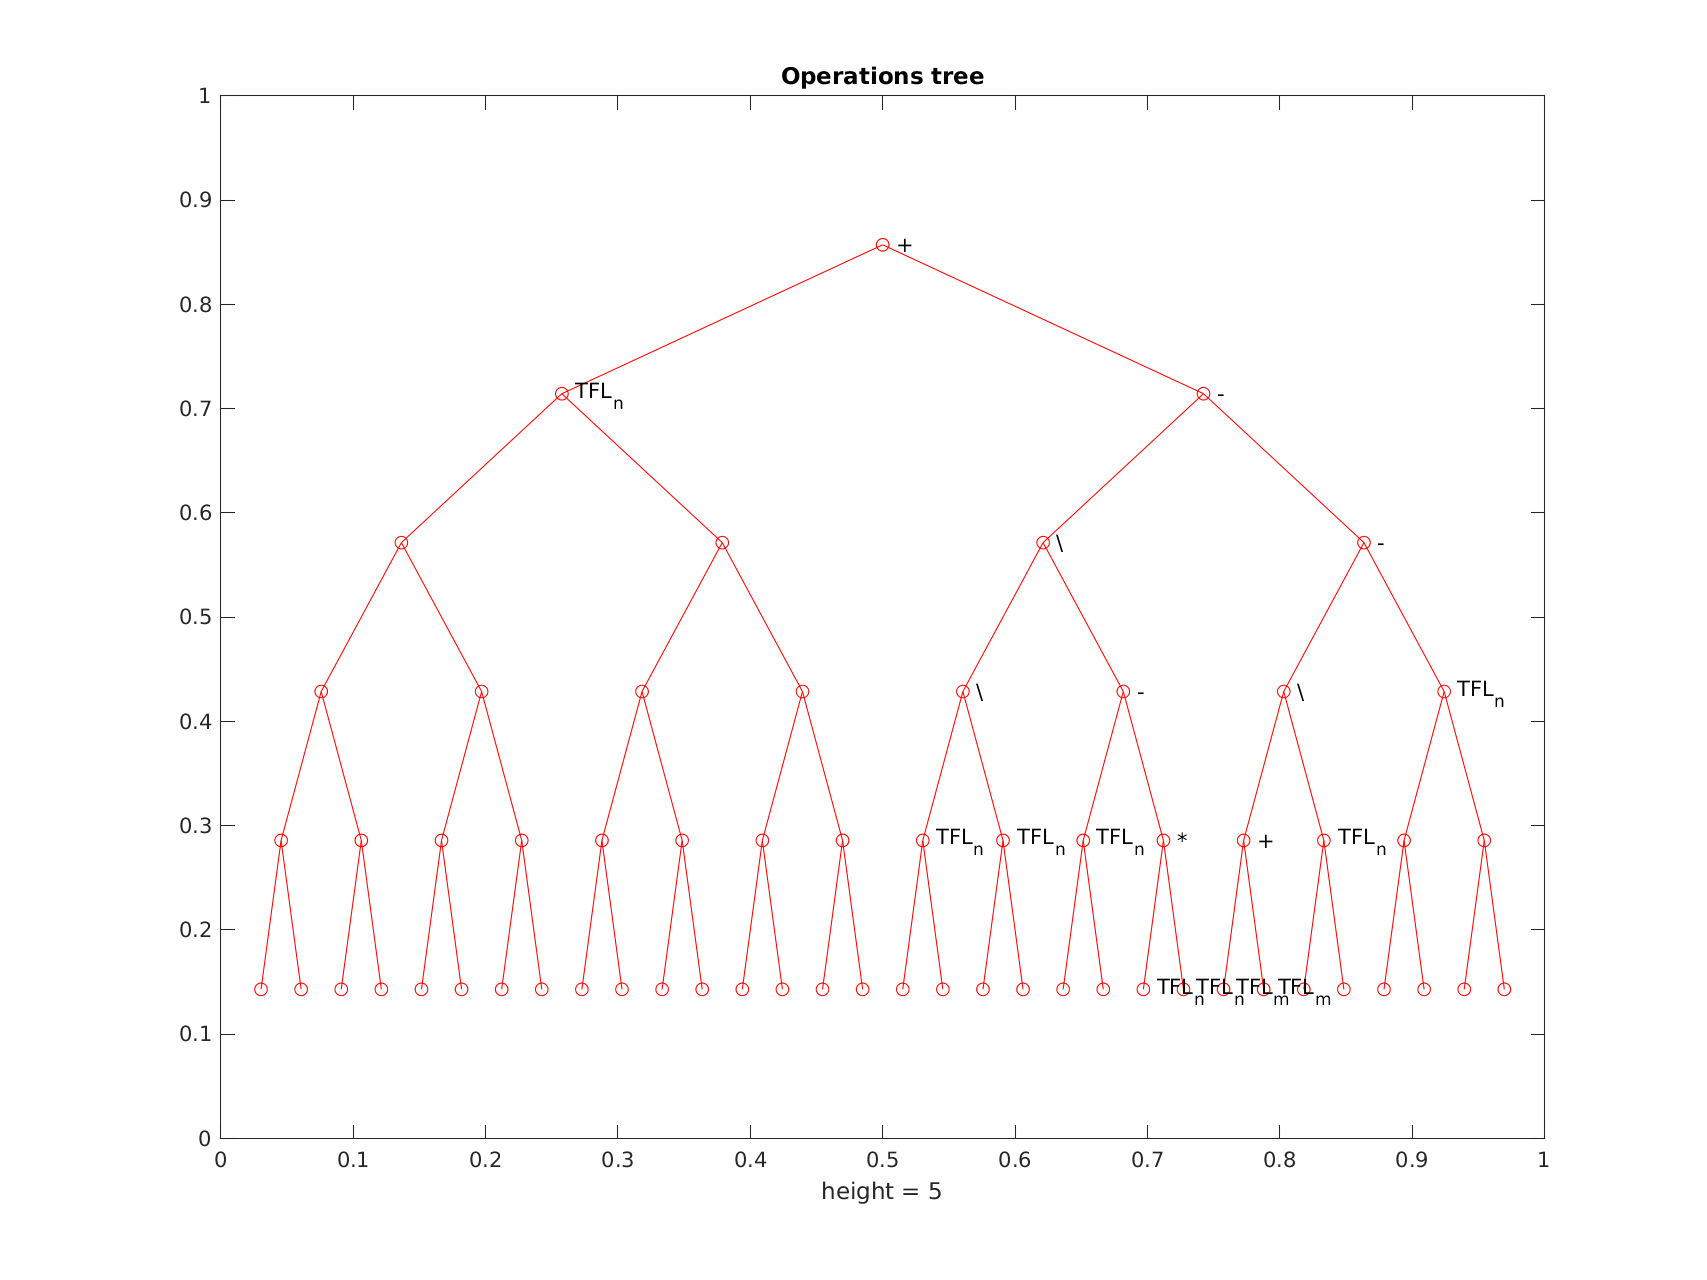 Operations tree
1
0.9
+
0.8
TFLn -
0.7
0.6
\ -
0.5
\ - \ TFLn
0.4
0.3
TFLn TFLn TFLn * + TFLn
0.2
TFLn TFLn TFLm TFLm
0.1
0
0 0.1 0.2 0.3 0.4 0.5 0.6 0.7 0.8 0.9 1
height = 5